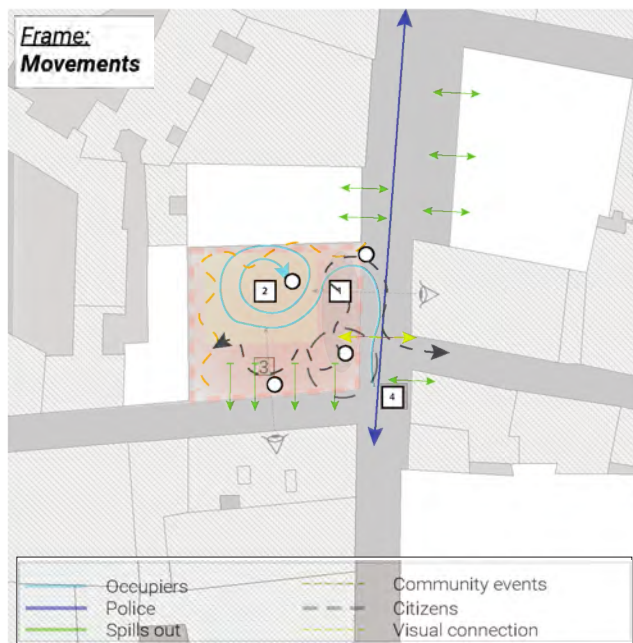 Frame:
Movements
2
1
3
4
Occupiers
Community events
Police
Citizens
Spills out
Visual connection